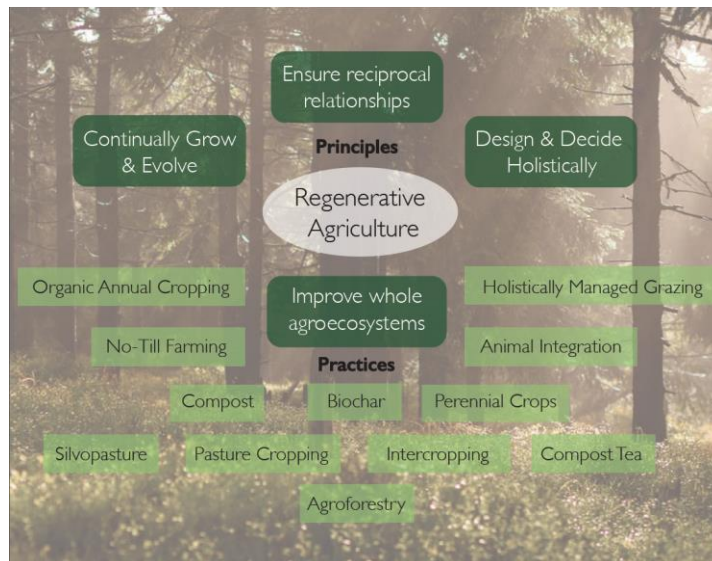 Ensure reciprocal
relationships
Continually Grow
& Evolve
Principles
Design & Decide
Holistically
Regenerative
Agriculture
Organic Annual Cropping
Improve whole
agroecosystems
Holistically Managed Grazing
No-Till Farming
Practices
Animal Integration
Compost
Biochar
Perennial Crops
Silvopasture
Pasture Cropping
Intercropping
Compost Tea
Agroforestry